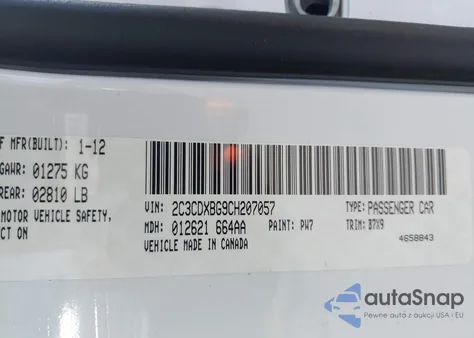 F MFR(BUILT): 1-12
GAWR: 01275 KG
REAR: 02810 LB
MOTOR VEHICLE SAFETY,
CT ON
VIN: 2C3CDXBG9CH207057
TYPE: PASSENGER CAR
MDH: 012621 664AA
PAINT: PW7
TRIM: B7X9
VEHICLE MADE IN CANADA
4658843
autoSnap
Pewne auta z aukcji USA i EU